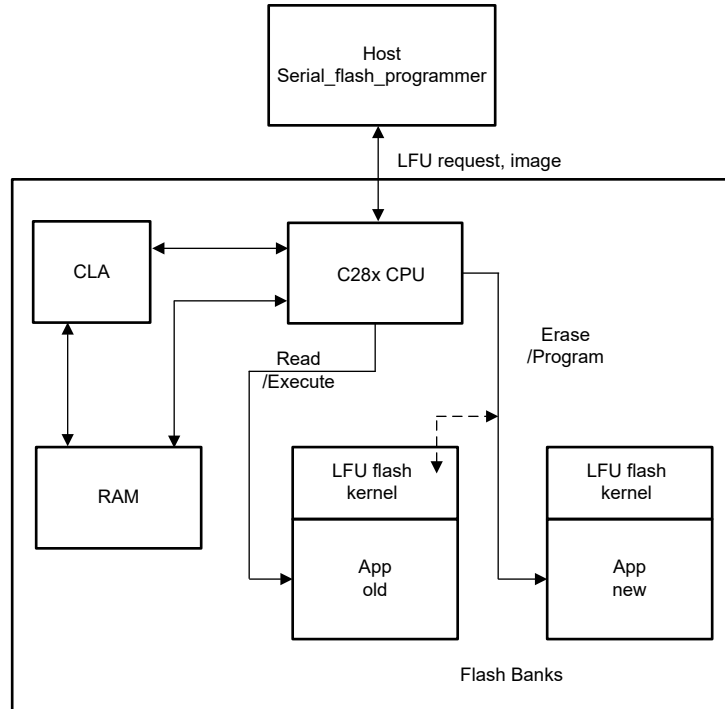 Host
Serial_flash_programmer
LFU request, image
CLA
C28x CPU
Read
/Execute
Erase
/Program
RAM
LFU flash
kernel
LFU flash
kernel
App
old
App
new
Flash Banks